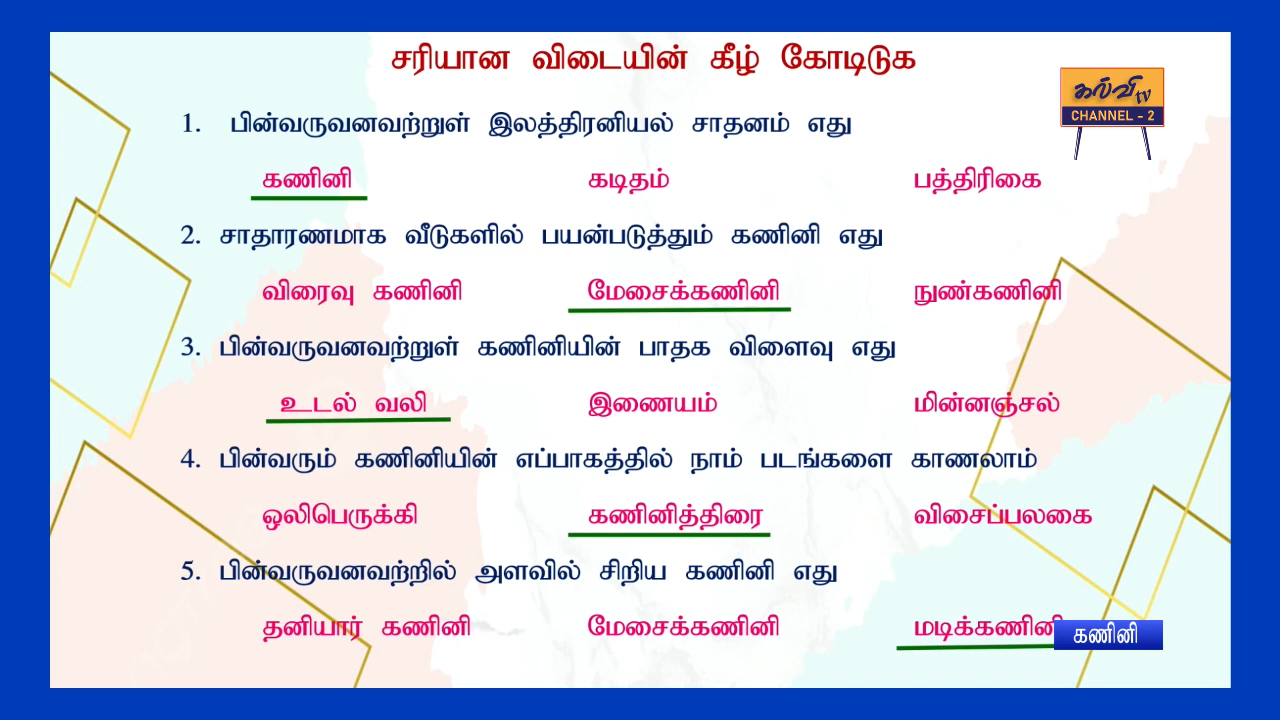 சரியான விடையின் கீழ் கோடிடுக
கல்வி tv
CHANNEL - 2
1. பின்வருவனவற்றுள் இலத்திரனியல் சாதனம் எது
கணினி கடிதம் பத்திரிகை
2. சாதாரணமாக வீடுகளில் பயன்படுத்தும் கணினி எது
விரைவு கணினி மேசைக்கணினி நுண்கணினி
3. பின்வருவனவற்றுள் கணினியின் பாதக விளைவு எது
உடல் வலி இணையம் மின்னஞ்சல்
4. பின்வரும் கணினியின் எப்பாகத்தில் நாம் படங்களை காணலாம்
ஒலிபெருக்கி கணினித்திரை விசைப்பலகை
5. பின்வருவனவற்றில் அளவில் சிறிய கணினி எது
தனியார் கணினி மேசைக்கணினி மடிக்கணினி
கணினி